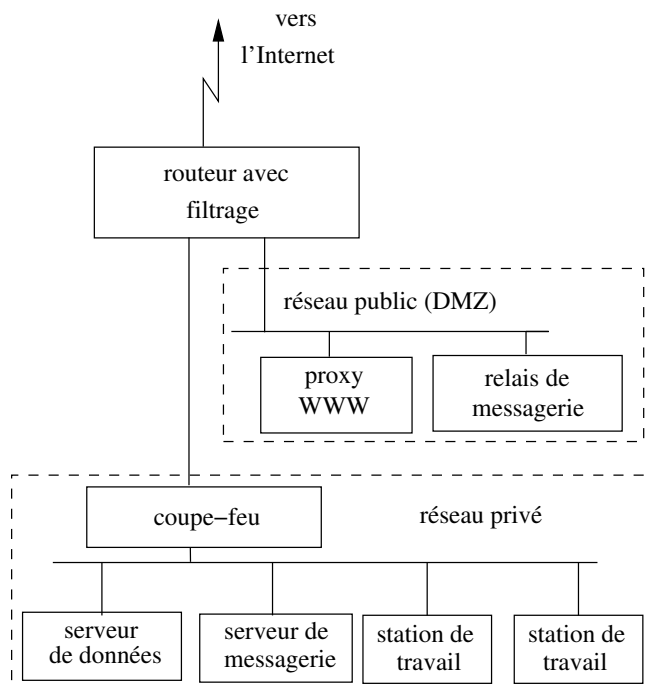 vers
l'Internet
routeur avec
filtrage
réseau public (DMZ)
proxy
WWW
relais de
messagerie
coupe−feu
réseau privé
serveur
de données
serveur de
messagerie
station de
travail
station de
travail